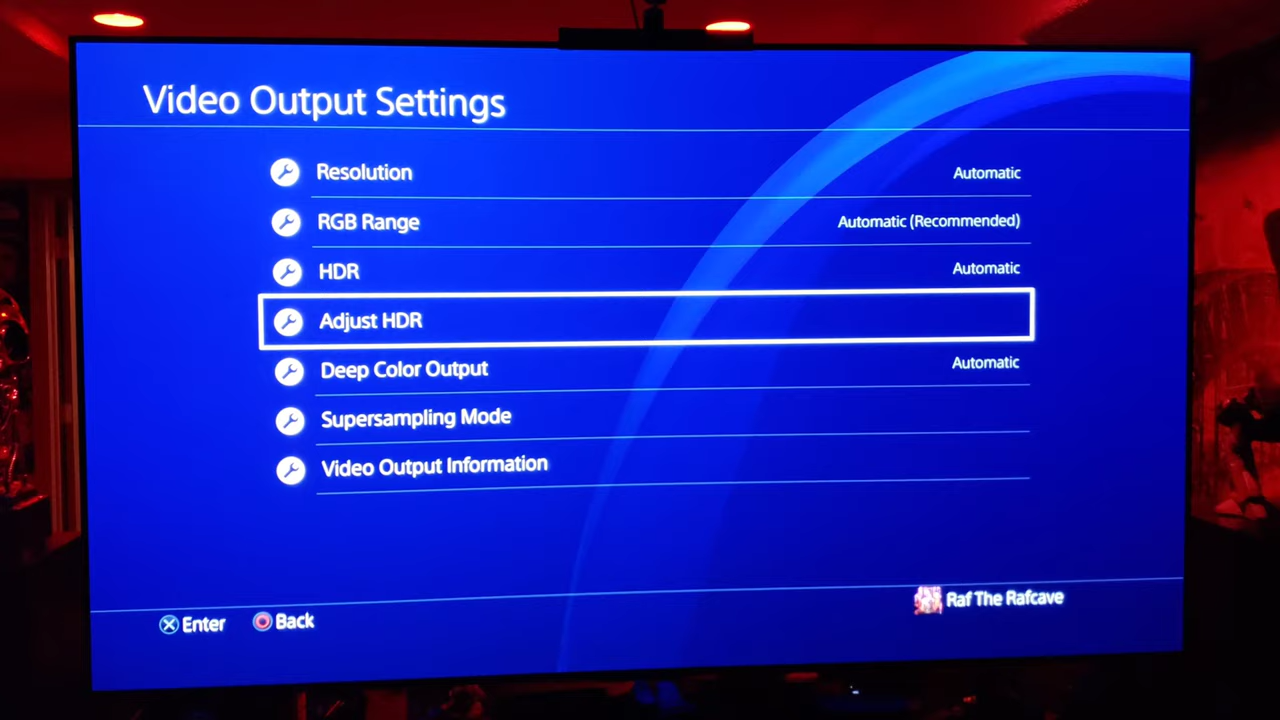 Video Output Settings
Resolution Automatic
RGB Range Automatic (Recommended)
HDR Automatic
Adjust HDR
Deep Color Output Automatic
Supersampling Mode
Video Output Information
Enter Back Raf The Rafcave